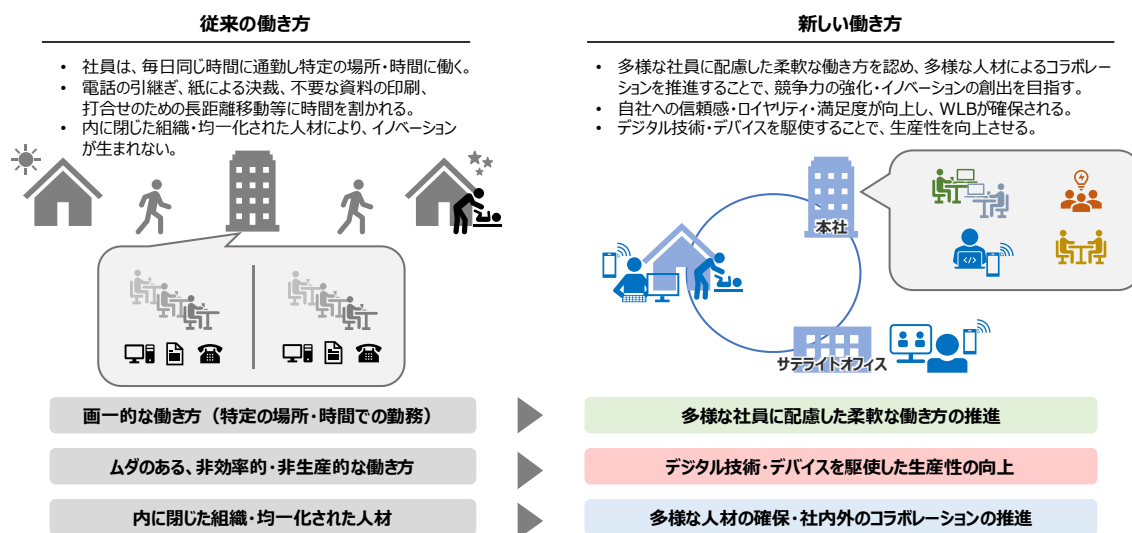 従来の働き方
• 社員は、毎日同じ時間に通勤し特定の場所・時間に働く。
• 電話の引継ぎ、紙による決裁、不要な資料の印刷、
打合せのための長距離移動等に時間を割かれる。
• 内に閉じた組織・均一化された人材により、イノベーション
が生まれない。
新しい働き方
• 多様な社員に配慮した柔軟な働き方を認め、多様な人材によるコラボレー
ションを推進することで、競争力の強化・イノベーションの創出を目指す。
• 自社への信頼感・ロイヤリティ・満足度が向上し、WLBが確保される。
• デジタル技術・デバイスを駆使することで、生産性を向上させる。
本社
</>
サテライトオフィス
画一的な働き方（特定の場所・時間での勤務）
多様な社員に配慮した柔軟な働き方の推進
ムダのある、非効率的・非生産的な働き方
デジタル技術・デバイスを駆使した生産性の向上
内に閉じた組織・均一化された人材
多様な人材の確保・社内外のコラボレーションの推進